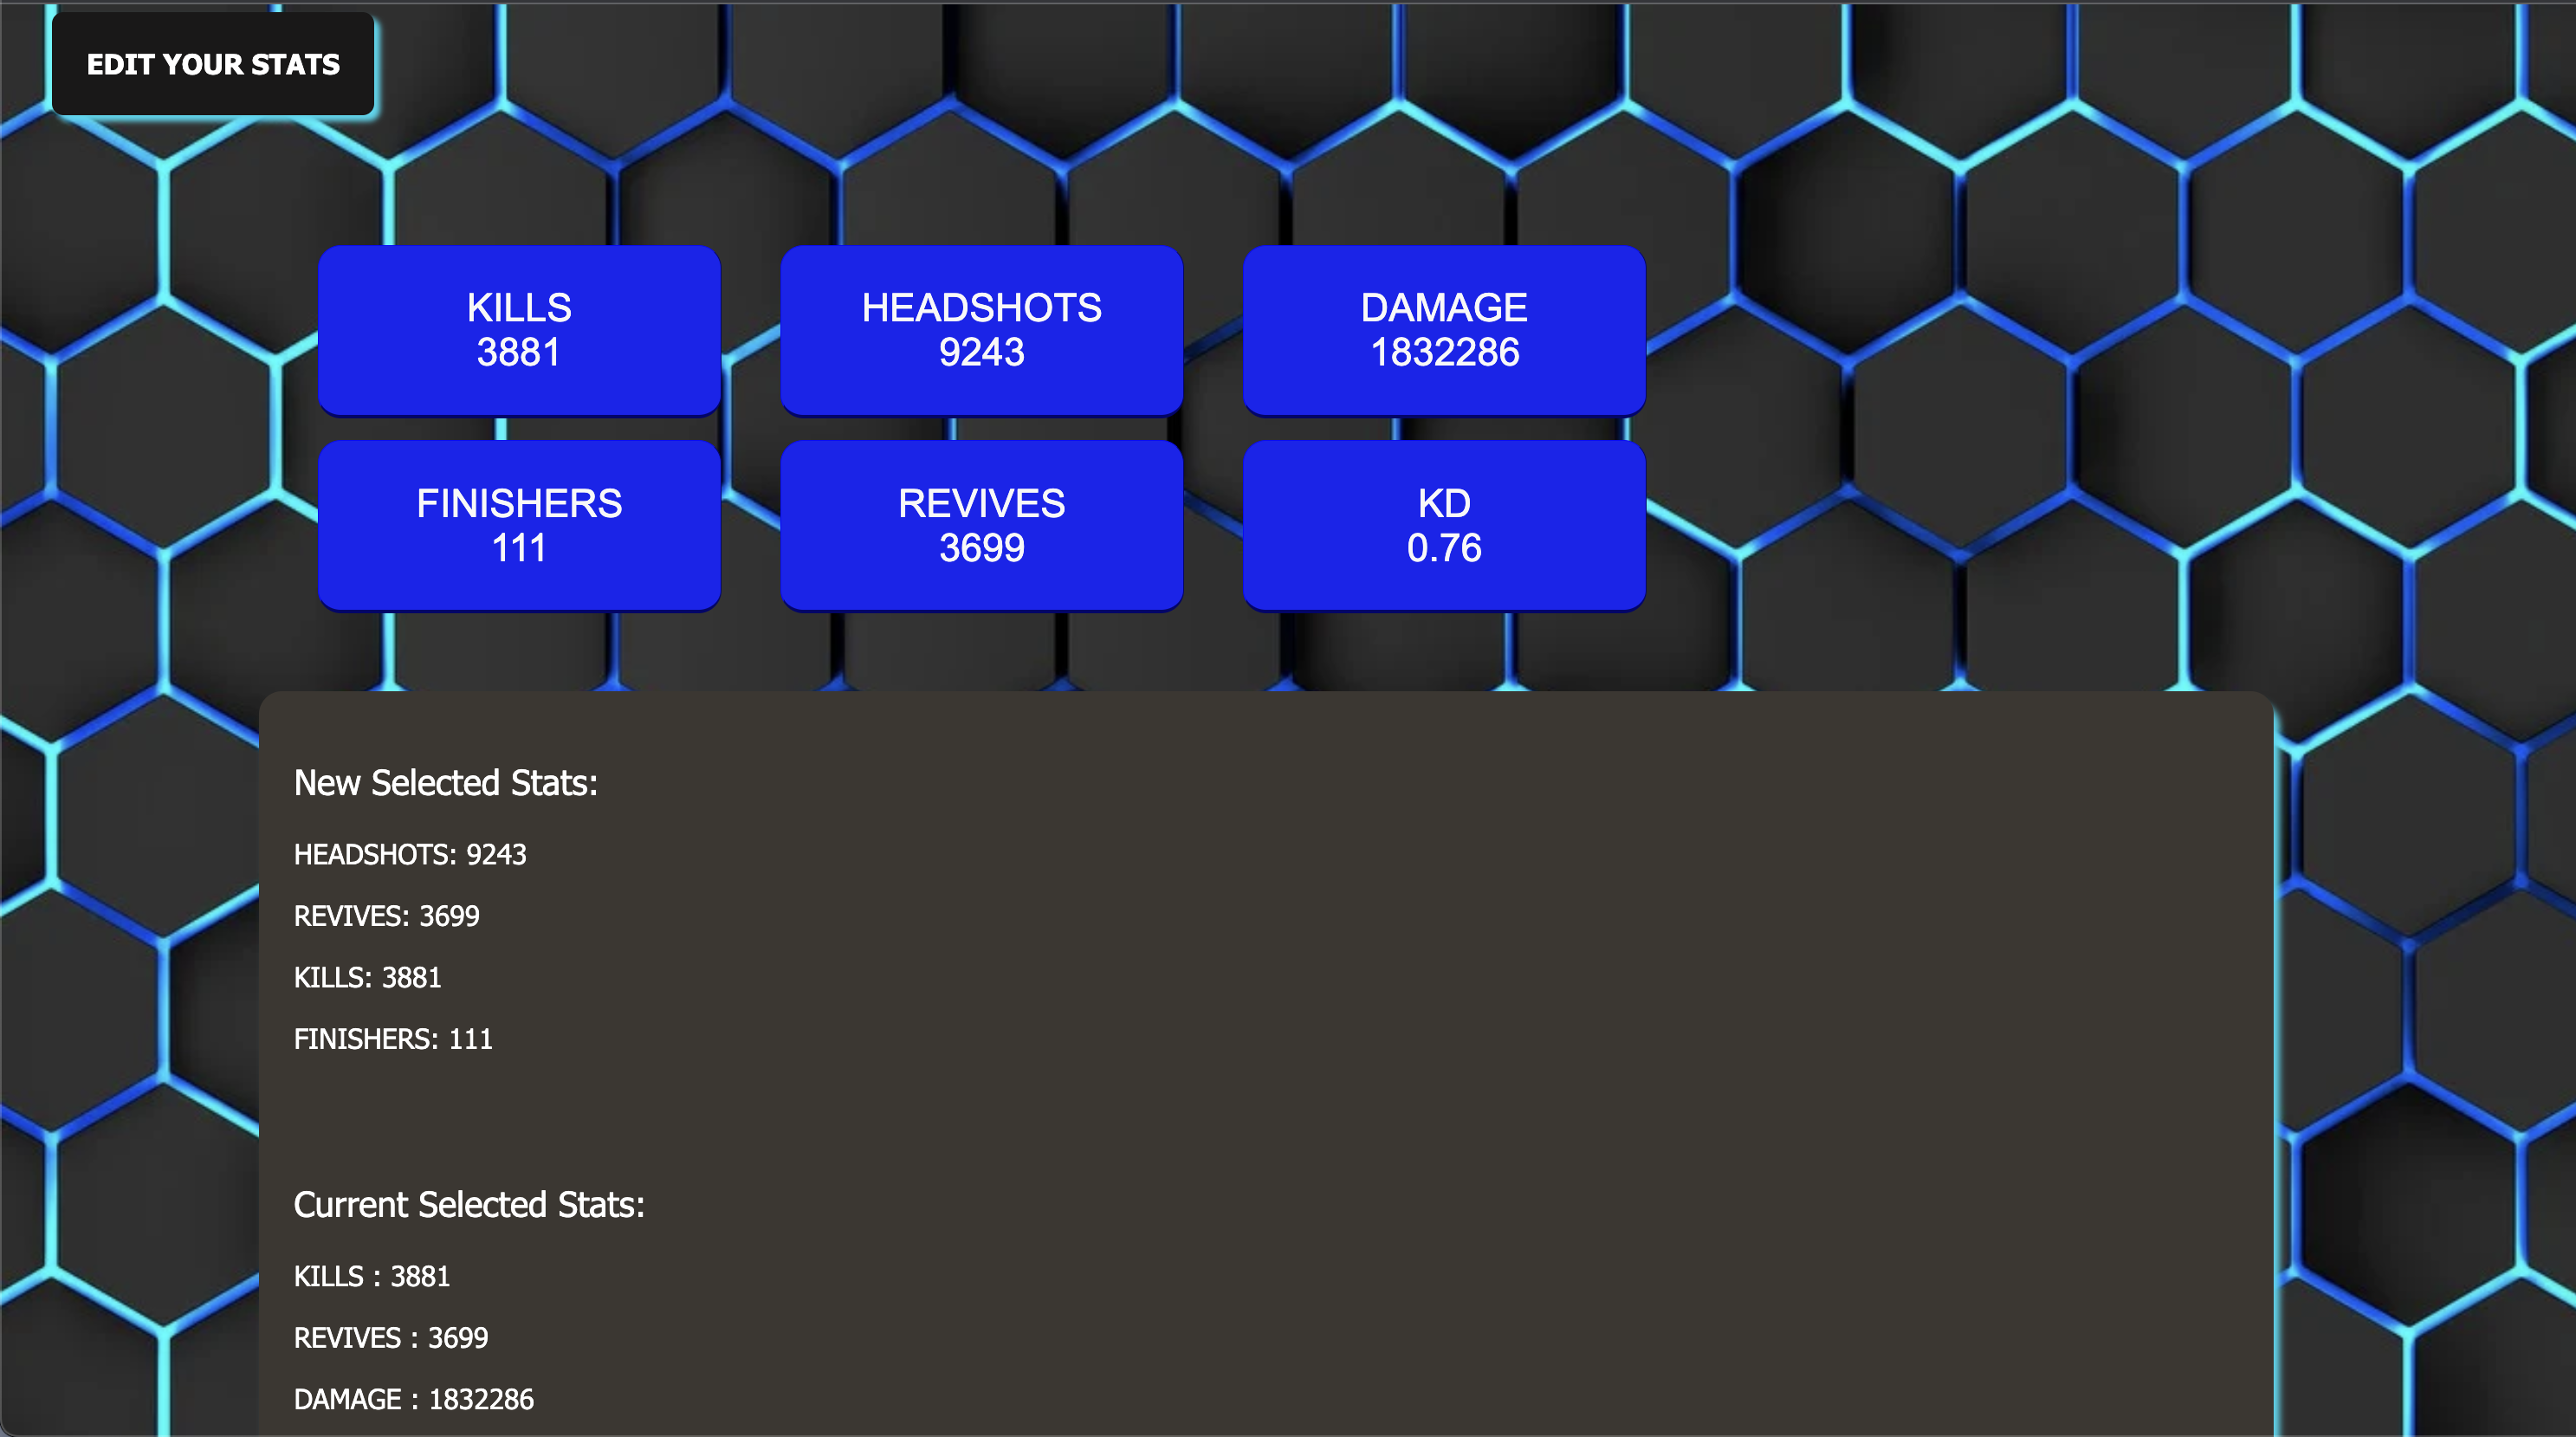 EDIT YOUR STATS
KILLS
3881
HEADSHOTS
9243
DAMAGE
1832286
FINISHERS
111
REVIVES
3699
KD
0.76
New Selected Stats:
HEADSHOTS: 9243
REVIVES: 3699
KILLS: 3881
FINISHERS: 111
Current Selected Stats:
KILLS : 3881
REVIVES : 3699
DAMAGE : 1832286